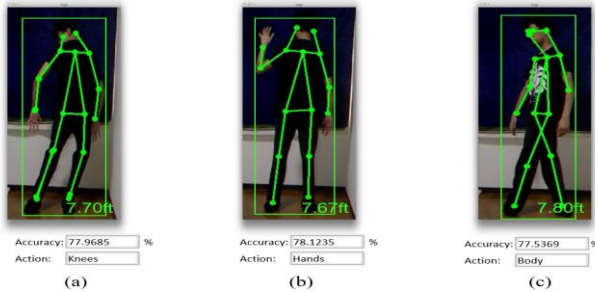 7.70ft
Accuracy: 77.9685 %
Action: Knees
(a)
7.67ft
Accuracy: 78.1235 %
Action: Hands
(b)
7.80ft
Accuracy: 77.5369 %
Action: Body
(c)